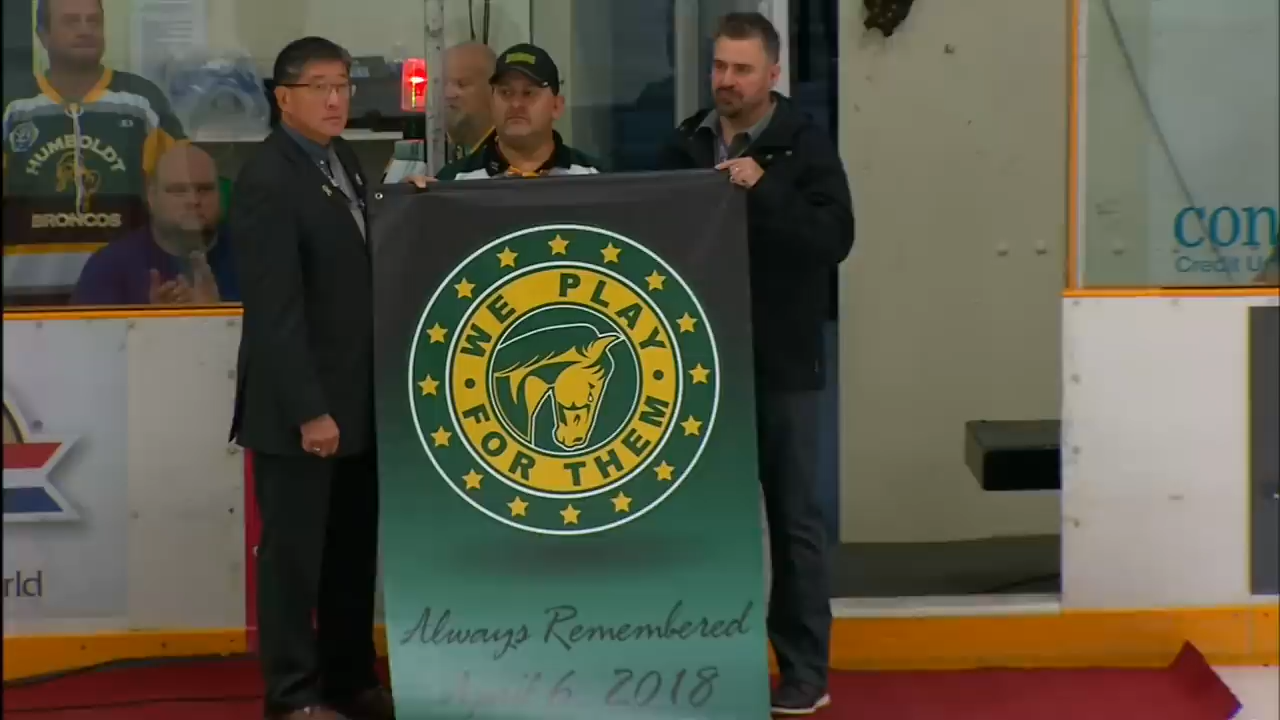 HUMBOLDT
BRONCOS
WE PLAY
FOR THEM
Always Remembered
April 6, 2018
con
Credit U
rld